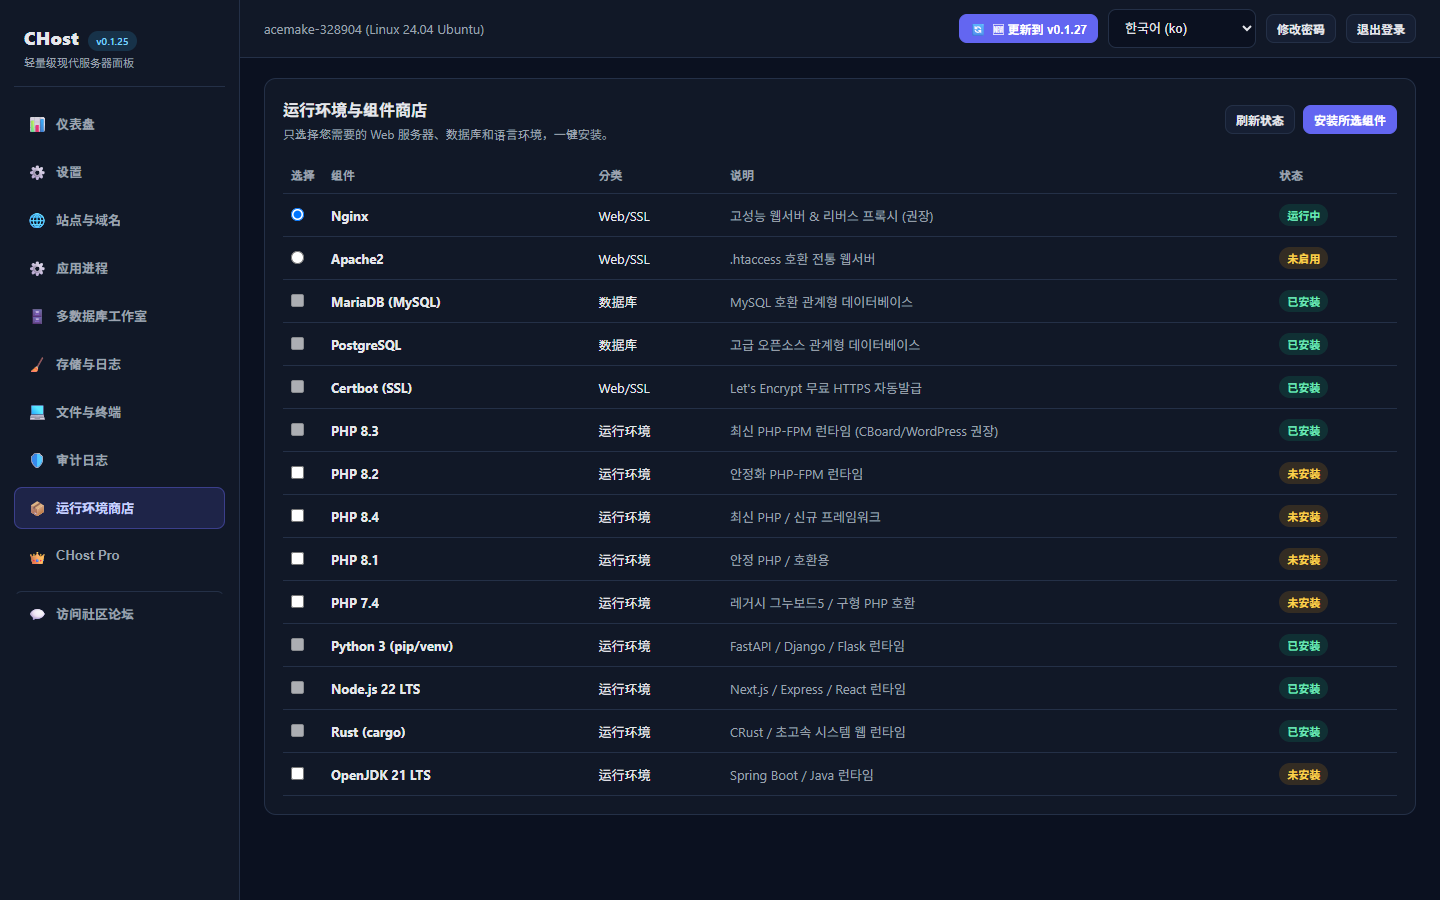 CHost v0.1.25
轻量级现代服务器面板
仪表盘
设置
站点与域名
应用进程
多数据库工作室
存储与日志
文件与终端
审计日志
运行环境商店
CHost Pro
访问社区论坛
acemake-328904 (Linux 24.04 Ubuntu)
🔄 🆕 更新到 v0.1.27
한국어 (ko)
修改密码
退出登录
运行环境与组件商店
只选择您需要的 Web 服务器、数据库和语言环境，一键安装。
刷新状态
安装所选组件
选择 组件 分类 说明 状态
Nginx Web/SSL 고성능 웹서버 & 리버스 프록시 (권장) 运行中
Apache2 Web/SSL .htaccess 호환 전통 웹서버 未启用
MariaDB (MySQL) 数据库 MySQL 호환 관계형 데이터베이스 已安装
PostgreSQL 数据库 고급 오픈소스 관계형 데이터베이스 已安装
Certbot (SSL) Web/SSL Let's Encrypt 무료 HTTPS 자동발급 已安装
PHP 8.3 运行环境 최신 PHP-FPM 런타임 (CBoard/WordPress 권장) 已安装
PHP 8.2 运行环境 안정화 PHP-FPM 런타임 未安装
PHP 8.4 运行环境 최신 PHP / 신규 프레임워크 未安装
PHP 8.1 运行环境 안정 PHP / 호환용 未安装
PHP 7.4 运行环境 레거시 그누보드5 / 구형 PHP 호환 未安装
Python 3 (pip/venv) 运行环境 FastAPI / Django / Flask 런타임 已安装
Node.js 22 LTS 运行环境 Next.js / Express / React 런타임 已安装
Rust (cargo) 运行环境 CRust / 초고속 시스템 웹 런타임 已安装
OpenJDK 21 LTS 运行环境 Spring Boot / Java 런타임 未安装